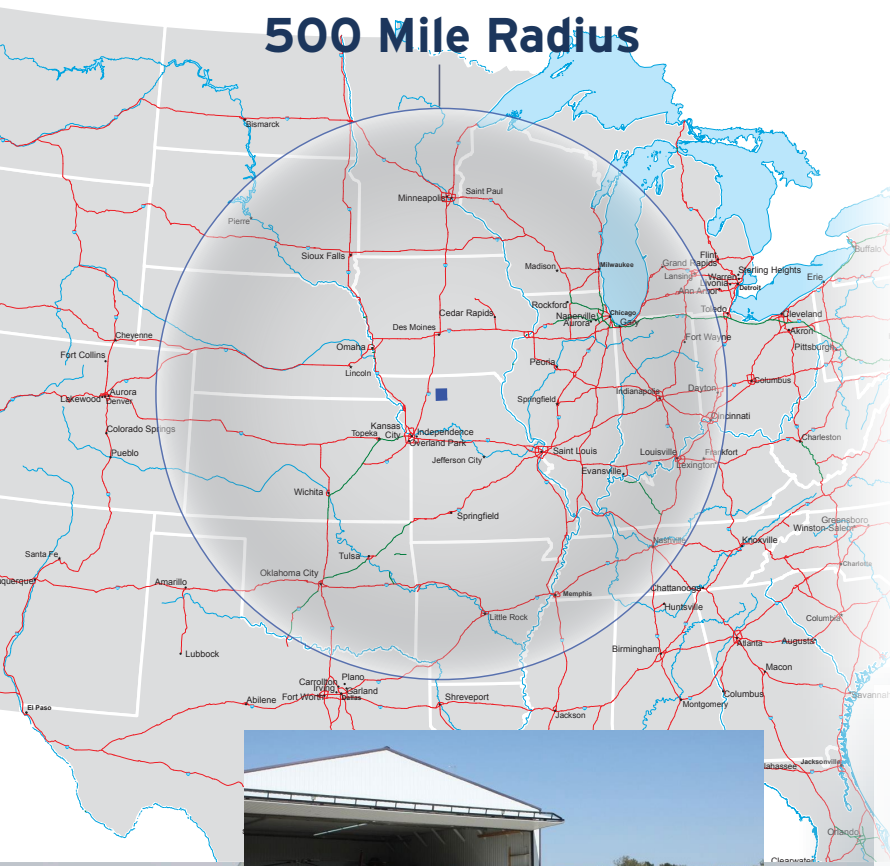 500 Mile Radius
Bismarck
Minneapolis
Saint Paul
Pierre
Sioux Falls
Madison
Milwaukee
Grand Rapids
Flint
Lansing
Warren
Sterling Heights
Livonia
Ann Arbor
Detroit
Buffalo
Erie
Rockford
Naperville
Aurora
Chicago
Gary
Toledo
Cleveland
Akron
Cedar Rapids
Des Moines
Omaha
Lincoln
Cheyenne
Fort Collins
Fort Wayne
Pittsburgh
Peoria
Aurora
Lakewood
Denver
Springfield
Indianapolis
Dayton
Columbus
Colorado Springs
Pueblo
Kansas
City
Topeka
Independence
Overland Park
Jefferson City
Saint Louis
Evansville
Louisville
Frankfort
Lexington
Cincinnati
Charleston
Wichita
Springfield
Santa Fe
Tulsa
Oklahoma City
Amarillo
Nashville
Knoxville
Greensboro
Winston-Salem
Charlotte
Memphis
Chattanooga
Huntsville
Little Rock
Columbia
Lubbock
Birmingham
Atlanta
Augusta
Macon
Carrollton
Plano
Irving
Garland
Fort Worth
Dallas
Abilene
Shreveport
Jackson
Columbus
Montgomery
Savannah
El Paso
lahassee
Jacksonville
Orlando
Clearwater